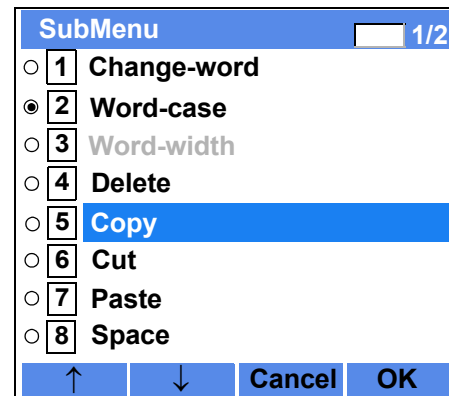 SubMenu 1/2
1 Change-word
2 Word-case
3 Word-width
4 Delete
5 Copy
6 Cut
7 Paste
8 Space
↑ ↓ Cancel OK